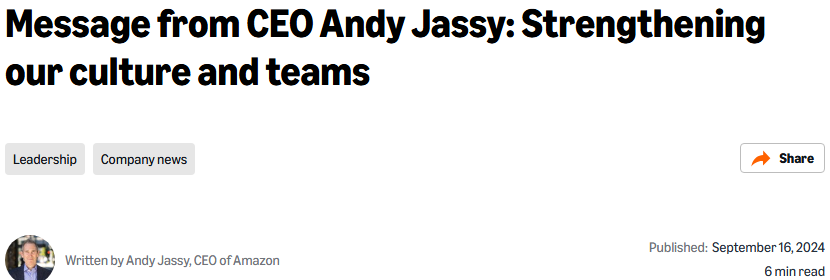 Message from CEO Andy Jassy: Strengthening
our culture and teams
Leadership
Company news
Share
Written by Andy Jassy, CEO of Amazon
Published: September 16, 2024
6 min read